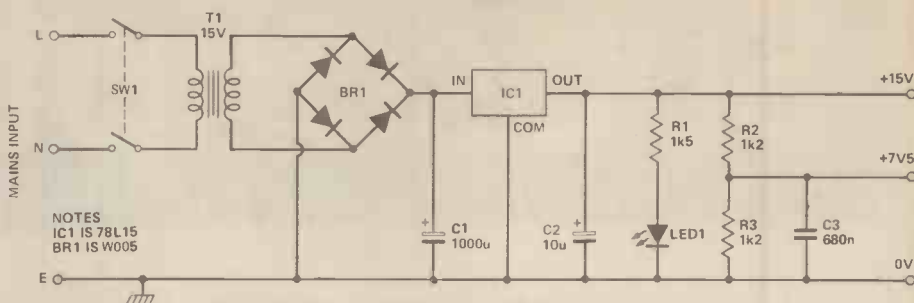 T1
15V
L
SW1
N
MAINS INPUT
BR1
IN
IC1
OUT
COM
+15V
R1
1k5
R2
1k2
+7V5
NOTES
IC1 IS 78L15
BR1 IS W005
+
C1
1000u
+
C2
10u
LED1
R3
1k2
C3
680n
E
0V